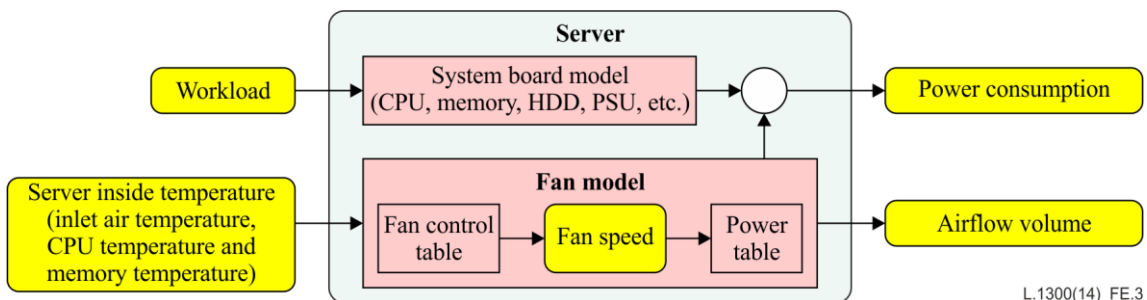 Server
Workload
System board model
(CPU, memory, HDD, PSU, etc.)
Power consumption
Server inside temperature
(inlet air temperature,
CPU temperature and
memory temperature)
Fan model
Fan control
table
Fan speed
Power
table
Airflow volume
L.1300(14)_FE.3